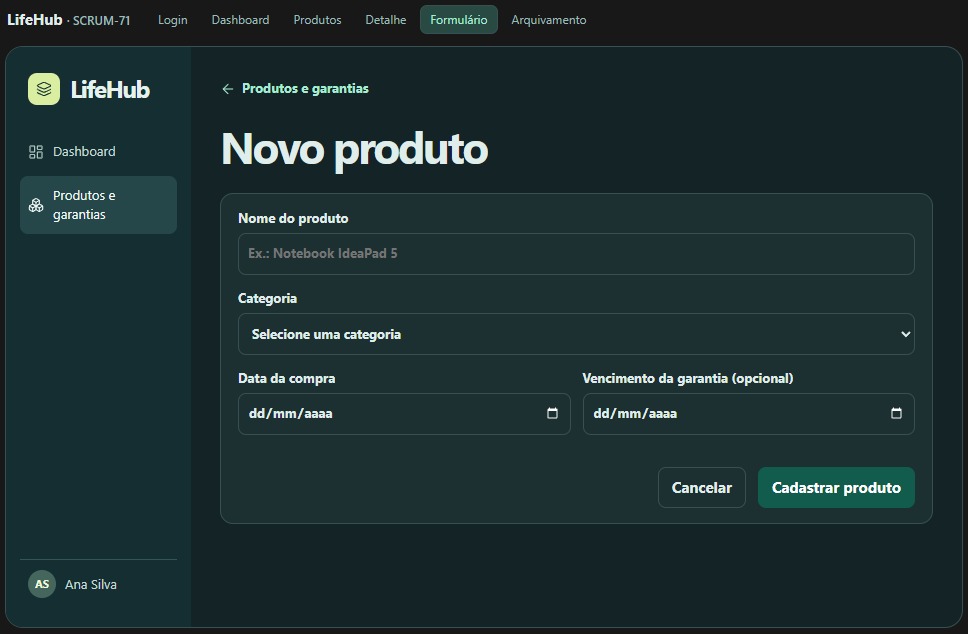 LifeHub · SCRUM-71 Login Dashboard Produtos Detalhe Formulário Arquivamento
LifeHub
Dashboard
Produtos e
garantias
AS Ana Silva
← Produtos e garantias
Novo produto
Nome do produto
Ex.: Notebook IdeaPad 5
Categoria
Selecione uma categoria
Data da compra Vencimento da garantia (opcional)
dd/mm/aaaa dd/mm/aaaa
Cancelar Cadastrar produto